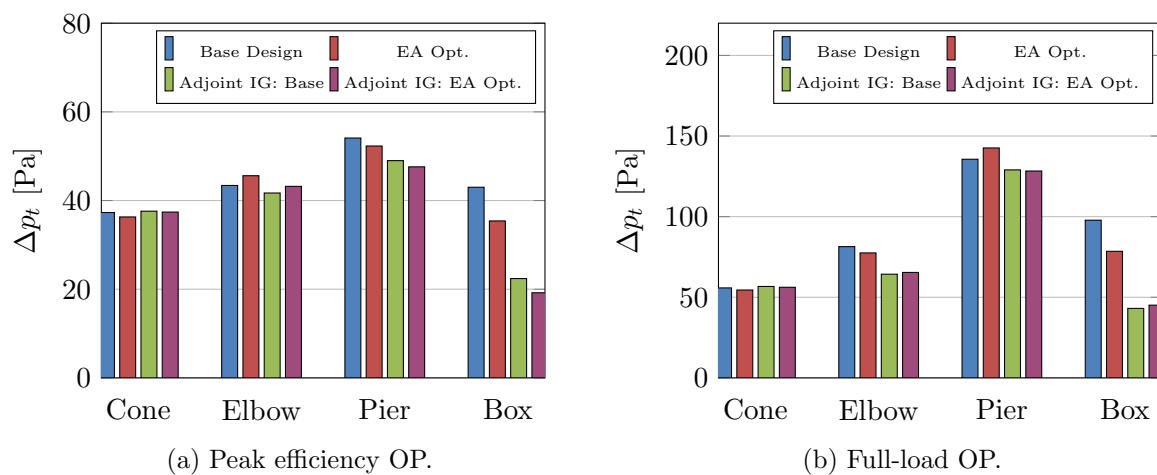 80
60
40
20
0
Δp_t [Pa]
Base Design
EA Opt.
Adjoint IG: Base
Adjoint IG: EA Opt.
Cone
Elbow
Pier
Box
(a) Peak efficiency OP.
200
150
100
50
0
Δp_t [Pa]
Base Design
EA Opt.
Adjoint IG: Base
Adjoint IG: EA Opt.
Cone
Elbow
Pier
Box
(b) Full-load OP.